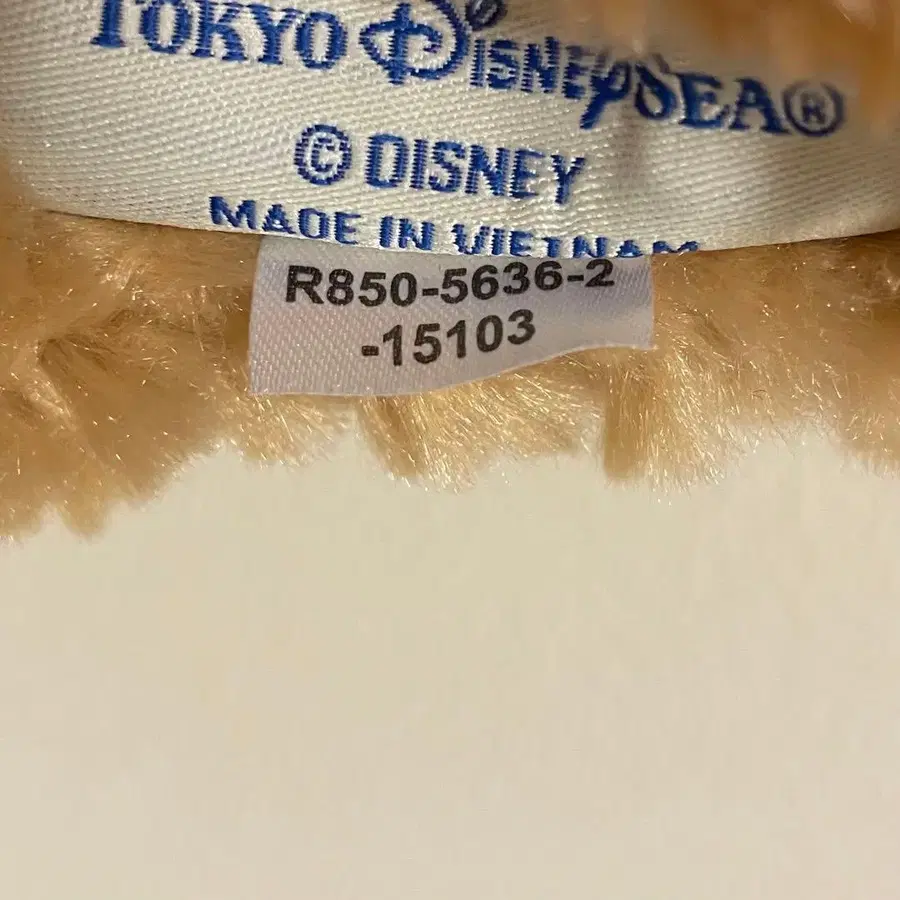 TOKYO DISNEYSEA®
© DISNEY
MADE IN VIETNAM
R850-5636-2
-15103